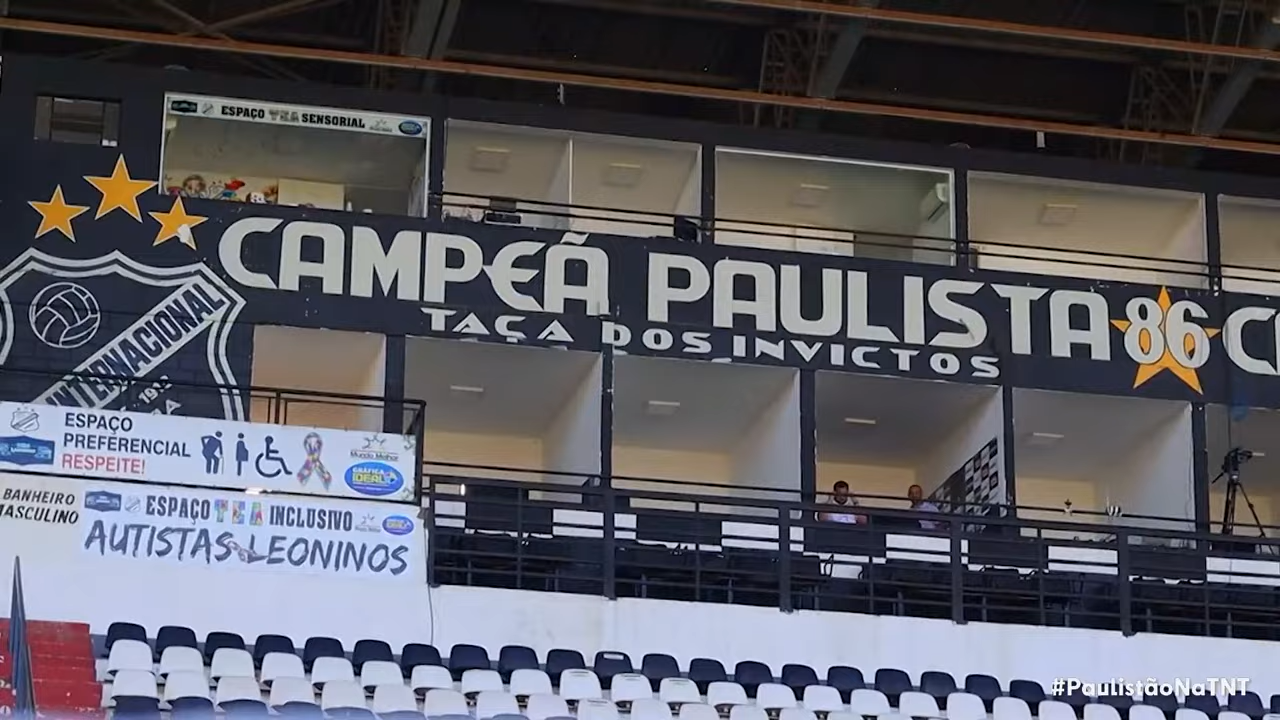 ESPAÇO TEA SENSORIAL
CAMPEÃ PAULISTA 86
TAÇA DOS INVICTOS
INTERNACIONAL
ESPAÇO
PREFERENCIAL
RESPEITE!
Mundo Melhor
GRÁFICA
IDEAL
BANHEIRO
MASCULINO
ESPAÇO TEA INCLUSIVO
AUTISTAS LEONINOS
#PaulistãoNaTNT